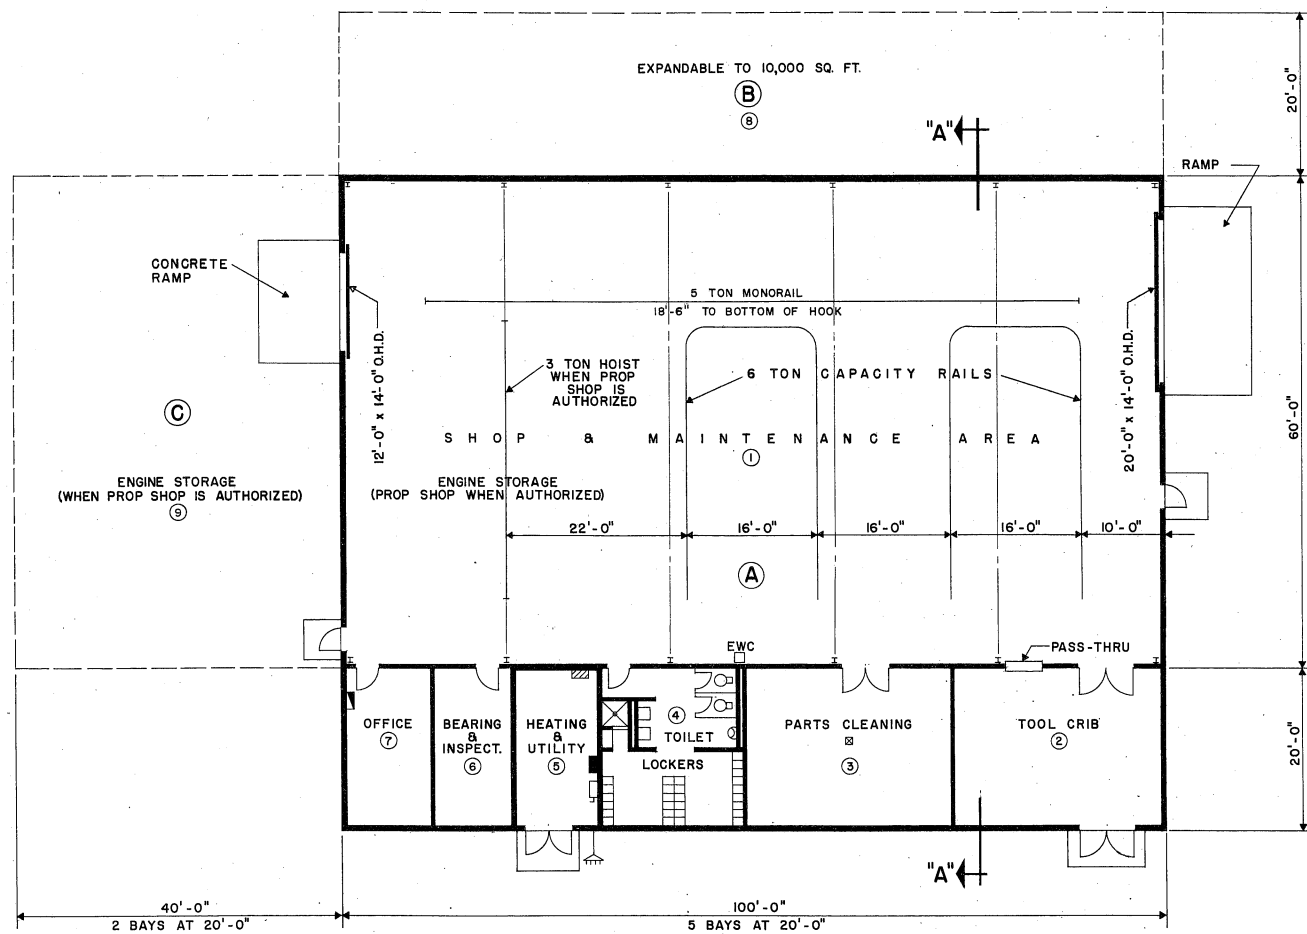 EXPANDABLE TO 10,000 SQ. FT.
B
8
20'-0"
"A"
RAMP
CONCRETE
RAMP
5 TON MONORAIL
18'-6" TO BOTTOM OF HOOK
12'-0" x 14'-0" O.H.D.
3 TON HOIST
WHEN PROP
SHOP IS
AUTHORIZED
6 TON CAPACITY RAILS
20'-0" x 14'-0" O.H.D.
60'-0"
C
SHOP & MAINTENANCE AREA
1
ENGINE STORAGE
(WHEN PROP SHOP IS AUTHORIZED)
9
ENGINE STORAGE
(PROP SHOP WHEN AUTHORIZED)
22'-0"
16'-0"
16'-0"
16'-0"
10'-0"
A
EWC
PASS-THRU
OFFICE
7
BEARING
&
INSPECT.
6
HEATING
&
UTILITY
5
4
TOILET
LOCKERS
PARTS CLEANING
3
TOOL CRIB
2
20'-0"
"A"
40'-0"
2 BAYS AT 20'-0"
100'-0"
5 BAYS AT 20'-0"